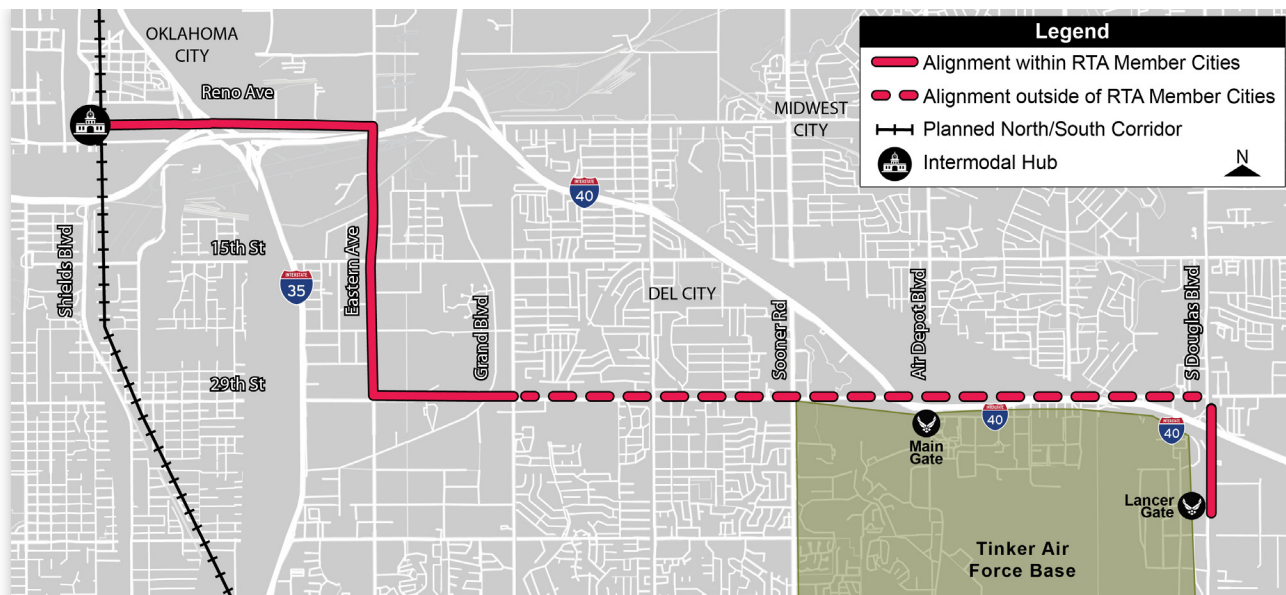 OKLAHOMA
CITY
Reno Ave
MIDWEST
CITY
Legend
Alignment within RTA Member Cities
Alignment outside of RTA Member Cities
Planned North/South Corridor
Intermodal Hub
N
INTERSTATE
40
Shields Blvd
15th St
INTERSTATE
35
Eastern Ave
Grand Blvd
DEL CITY
Sooner Rd
Air Depot Blvd
S Douglas Blvd
29th St
Main
Gate
INTERSTATE
40
INTERSTATE
40
Lancer
Gate
Tinker Air
Force Base